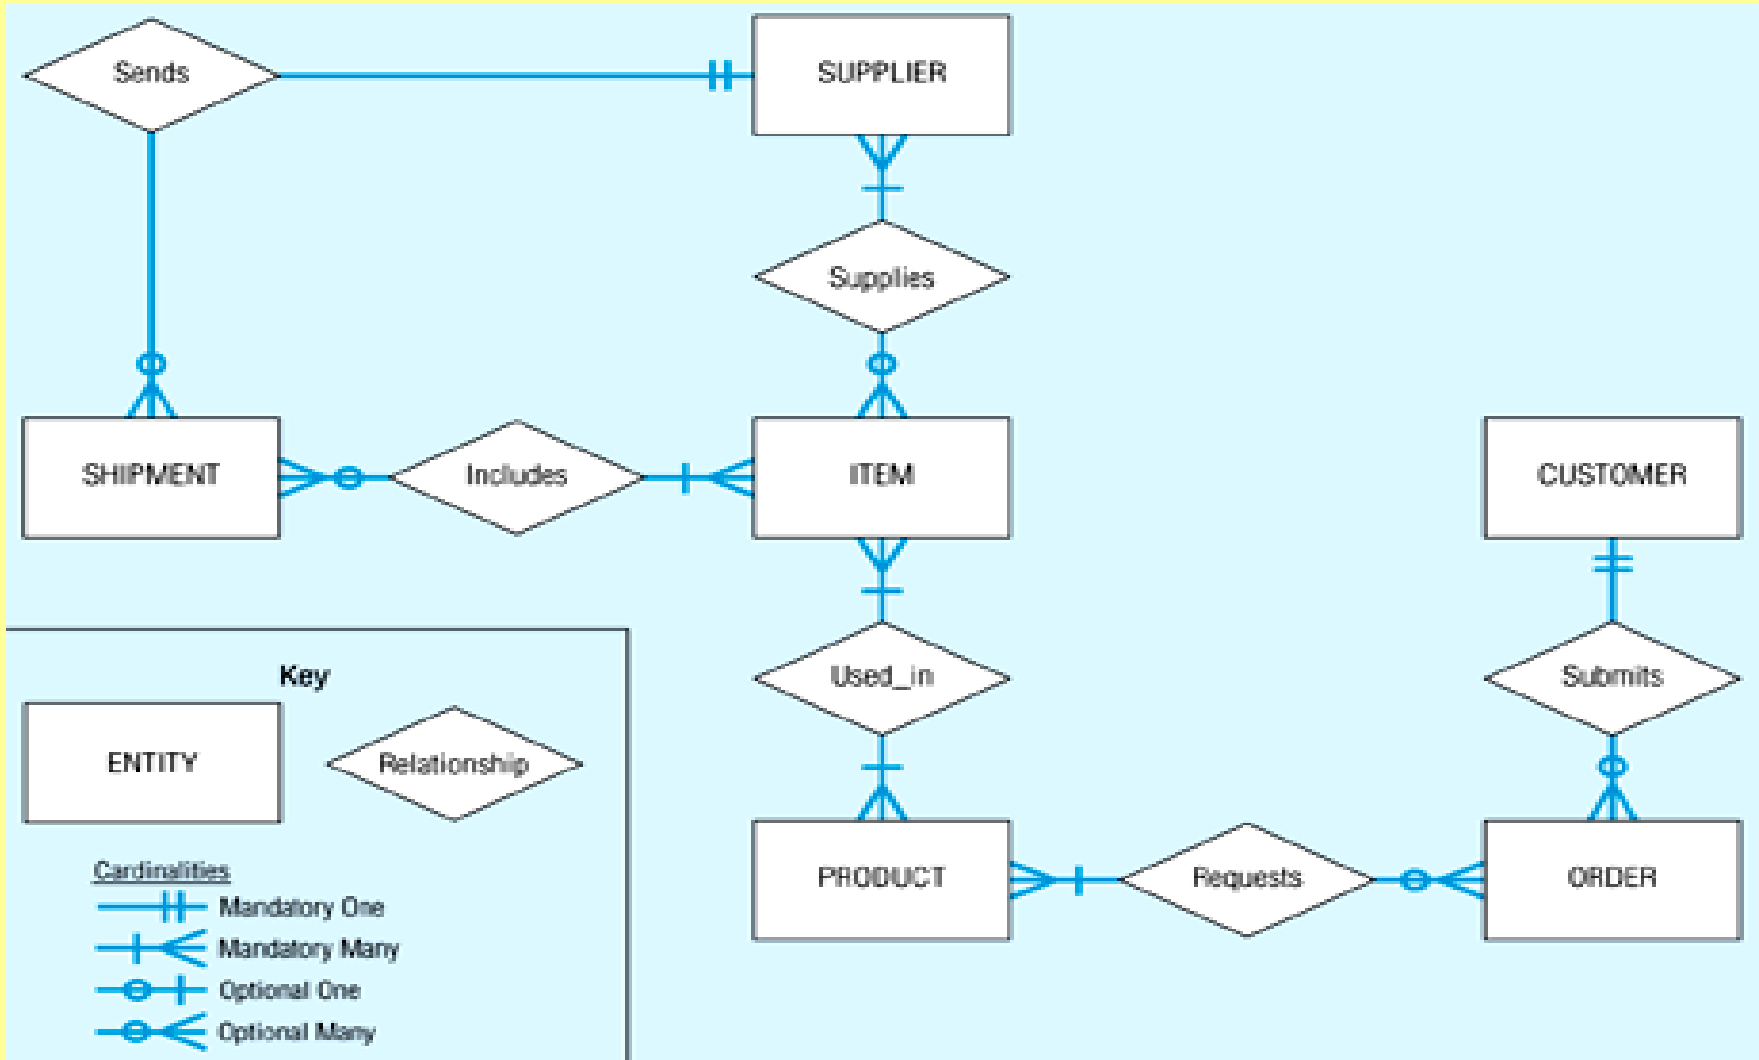 Sends
SUPPLIER
Supplies
SHIPMENT
Includes
ITEM
CUSTOMER
Used_in
Submits
PRODUCT
Requests
ORDER
Key
ENTITY
Relationship
Cardinalities
Mandatory One
Mandatory Many
Optional One
Optional Many